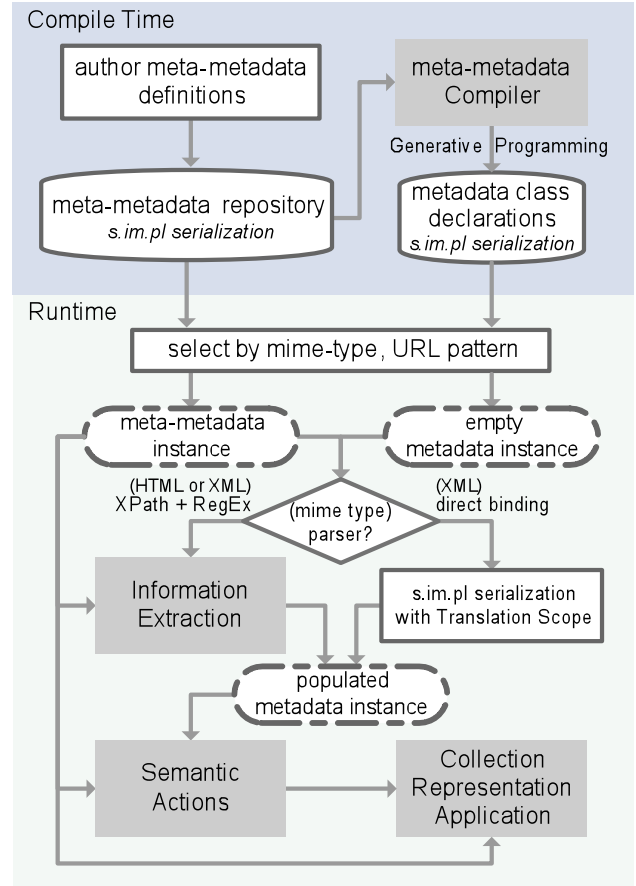 Compile Time
author meta-metadata
definitions
meta-metadata
Compiler
Generative Programming
meta-metadata repository
s.im.pl serialization
metadata class
declarations
s.im.pl serialization
Runtime
select by mime-type, URL pattern
meta-metadata
instance
empty
metadata instance
(HTML or XML)
XPath + RegEx
(mime type)
parser?
(XML)
direct binding
Information
Extraction
s.im.pl serialization
with Translation Scope
populated
metadata instance
Semantic
Actions
Collection
Representation
Application